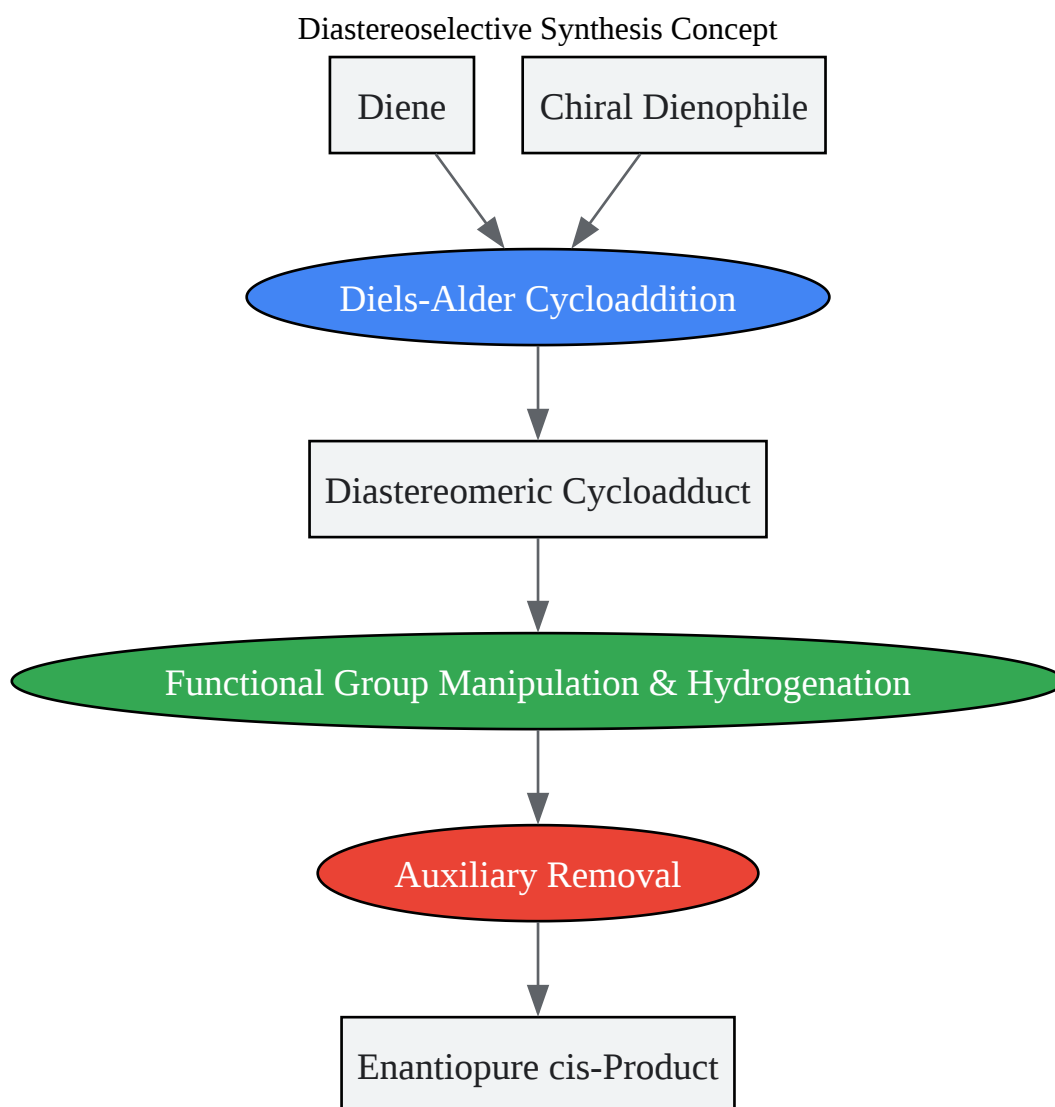 Diastereoselective Synthesis Concept
Diene
Chiral Dienophile
Diels-Alder Cycloaddition
Diastereomeric Cycloadduct
Functional Group Manipulation & Hydrogenation
Auxiliary Removal
Enantiopure cis-Product